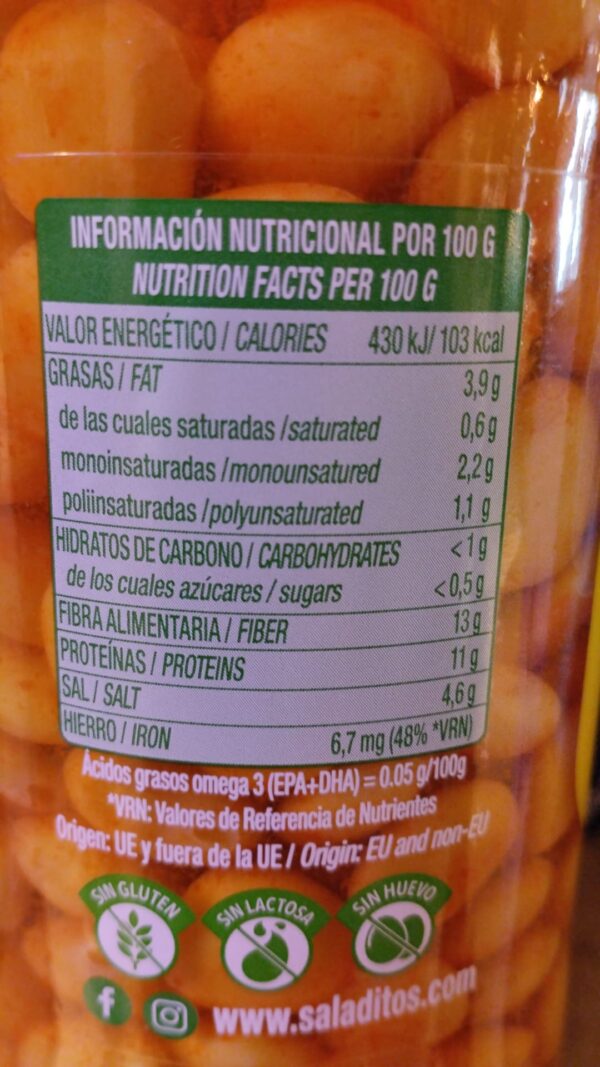 INFORMACIÓN NUTRICIONAL POR 100 G
NUTRITION FACTS PER 100 G
VALOR ENERGÉTICO / CALORIES 430 kJ/ 103 kcal
GRASAS / FAT 3,9 g
de las cuales saturadas /saturated 0,6 g
monoinsaturadas /monounsatured 2,2 g
poliinsaturadas /polyunsaturated 1,1 g
HIDRATOS DE CARBONO / CARBOHYDRATES <1 g
de los cuales azúcares / sugars <0,5 g
FIBRA ALIMENTARIA / FIBER 13 g
PROTEÍNAS / PROTEINS 11 g
SAL / SALT 4,6 g
HIERRO / IRON 6,7 mg (48% *VRN)
Ácidos grasos omega 3 (EPA+DHA) = 0.05 g/100g
*VRN: Valores de Referencia de Nutrientes
Origen: UE y fuera de la UE / Origin: EU and non-EU
SIN GLUTEN
SIN LACTOSA
SIN HUEVO
www.saladitos.com